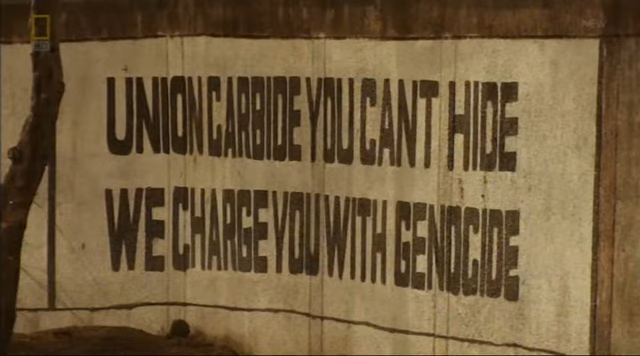 UNION CARBIDE YOU CANT HIDE
WE CHARGE YOU WITH GENOCIDE